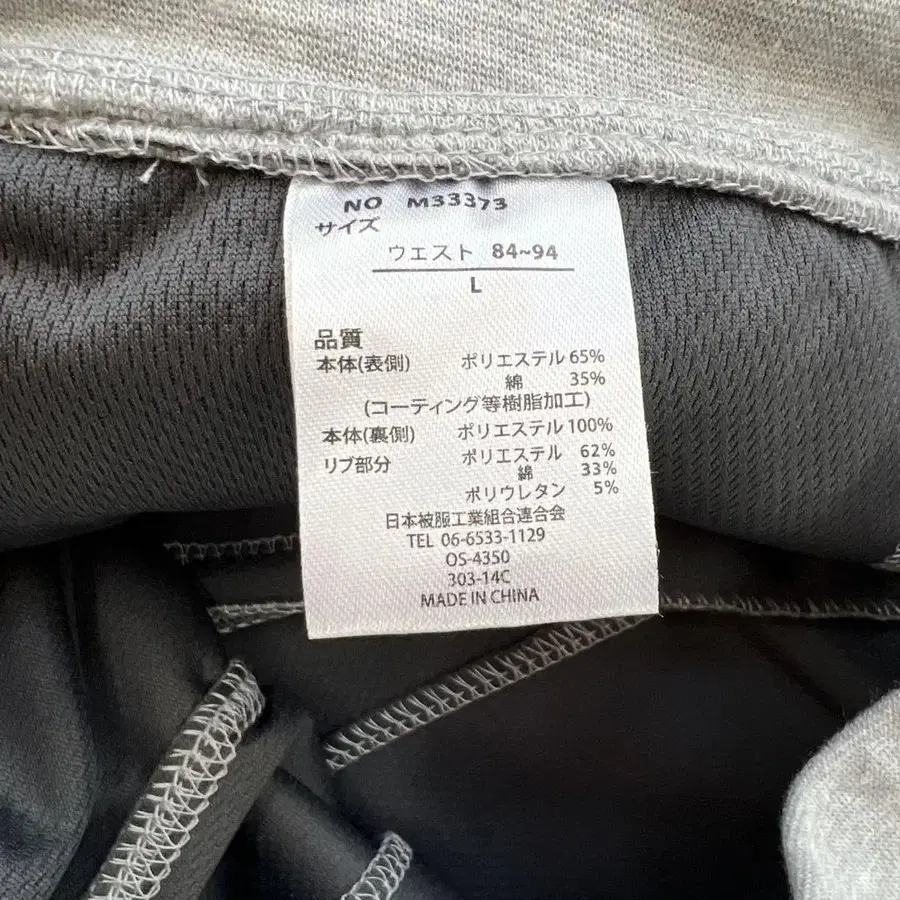 NO M33373
サイズ
ウエスト 84~94
L
品質
本体(表側) ポリエステル 65%
綿 35%
(コーティング等樹脂加工)
本体(裏側) ポリエステル 100%
リブ部分 ポリエステル 62%
綿 33%
ポリウレタン 5%
日本被服工業組合連合会
TEL 06-6533-1129
OS-4350
303-14C
MADE IN CHINA